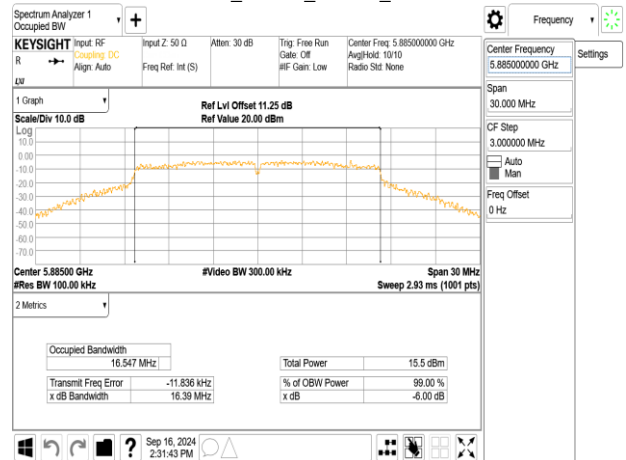 Spectrum Analyzer 1
Occupied BW
+
Frequency
KEYSIGHT
Input: RF
Coupling: DC
Align: Auto
Input Z: 50 Ω
Freq Ref: Int (S)
Atten: 30 dB
Trig: Free Run
Gate: Off
#IF Gain: Low
Center Freq: 5.885000000 GHz
Avg|Hold: 10/10
Radio Std: None
R
LXI
Center Frequency
5.885000000 GHz
Settings
Span
30.000 MHz
CF Step
3.000000 MHz
Auto
Man
Freq Offset
0 Hz
1 Graph
Scale/Div 10.0 dB
Ref Lvl Offset 11.25 dB
Ref Value 20.00 dBm
Log
10.0
0.00
-10.0
-20.0
-30.0
-40.0
-50.0
-60.0
-70.0
Center 5.88500 GHz
#Res BW 100.00 kHz
#Video BW 300.00 kHz
Span 30 MHz
Sweep 2.93 ms (1001 pts)
2 Metrics
Occupied Bandwidth
16.547 MHz
Transmit Freq Error -11.836 kHz
x dB Bandwidth 16.39 MHz
Total Power 15.5 dBm
% of OBW Power 99.00 %
x dB -6.00 dB
?
Sep 16, 2024
2:31:43 PM